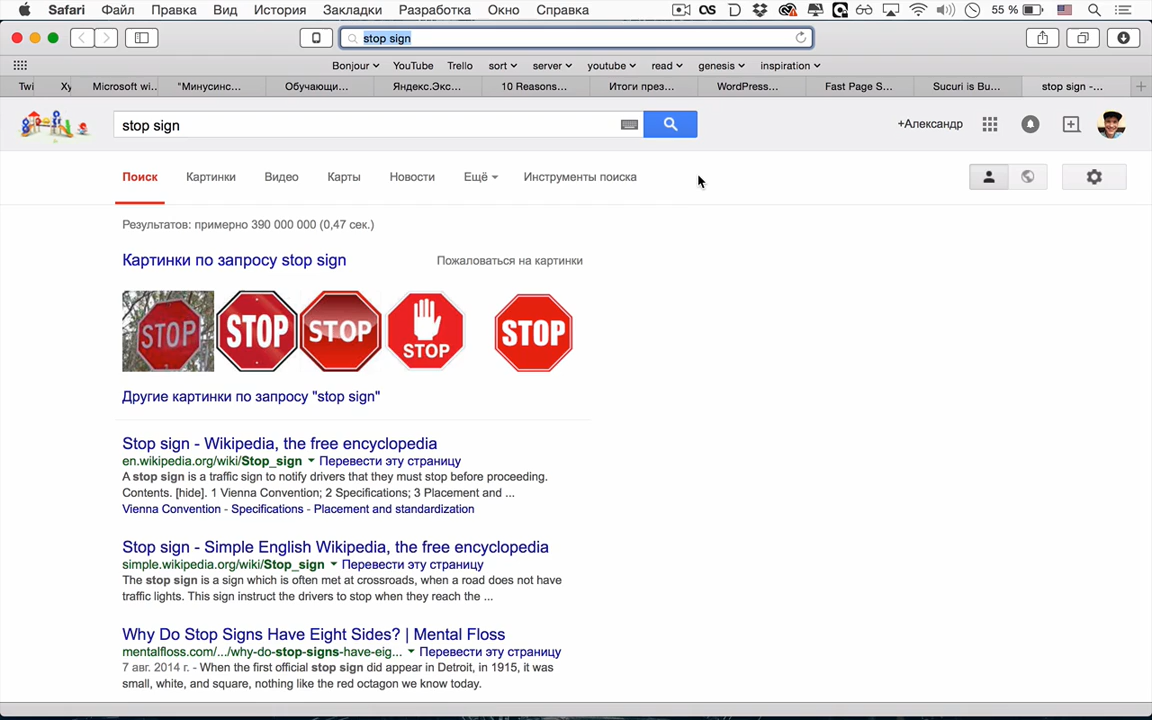 Safari Файл Правка Вид История Закладки Разработка Окно Справка 55 %
stop sign
Bonjour YouTube Trello sort server youtube read genesis inspiration
Twi Ху Microsoft wi... "Минусинс... Обучающи... Яндекс.Экс... 10 Reasons... Итоги през... WordPress... Fast Page S... Sucuri is Bu... stop sign -...
stop sign +Александр
Поиск Картинки Видео Карты Новости Ещё Инструменты поиска
Результатов: примерно 390 000 000 (0,47 сек.)
Картинки по запросу stop sign Пожаловаться на картинки
STOP STOP STOP STOP STOP
Другие картинки по запросу "stop sign"
Stop sign - Wikipedia, the free encyclopedia
en.wikipedia.org/wiki/Stop_sign Перевести эту страницу
A stop sign is a traffic sign to notify drivers that they must stop before proceeding.
Contents. [hide]. 1 Vienna Convention; 2 Specifications; 3 Placement and ...
Vienna Convention - Specifications - Placement and standardization
Stop sign - Simple English Wikipedia, the free encyclopedia
simple.wikipedia.org/wiki/Stop_sign Перевести эту страницу
The stop sign is a sign which is often met at crossroads, when a road does not have
traffic lights. This sign instruct the drivers to stop when they reach the ...
Why Do Stop Signs Have Eight Sides? | Mental Floss
mentalfloss.com/.../why-do-stop-signs-have-eig... Перевести эту страницу
7 авг. 2014 г. - When the first official stop sign did appear in Detroit, in 1915, it was
small, white, and square, nothing like the red octagon we know today.